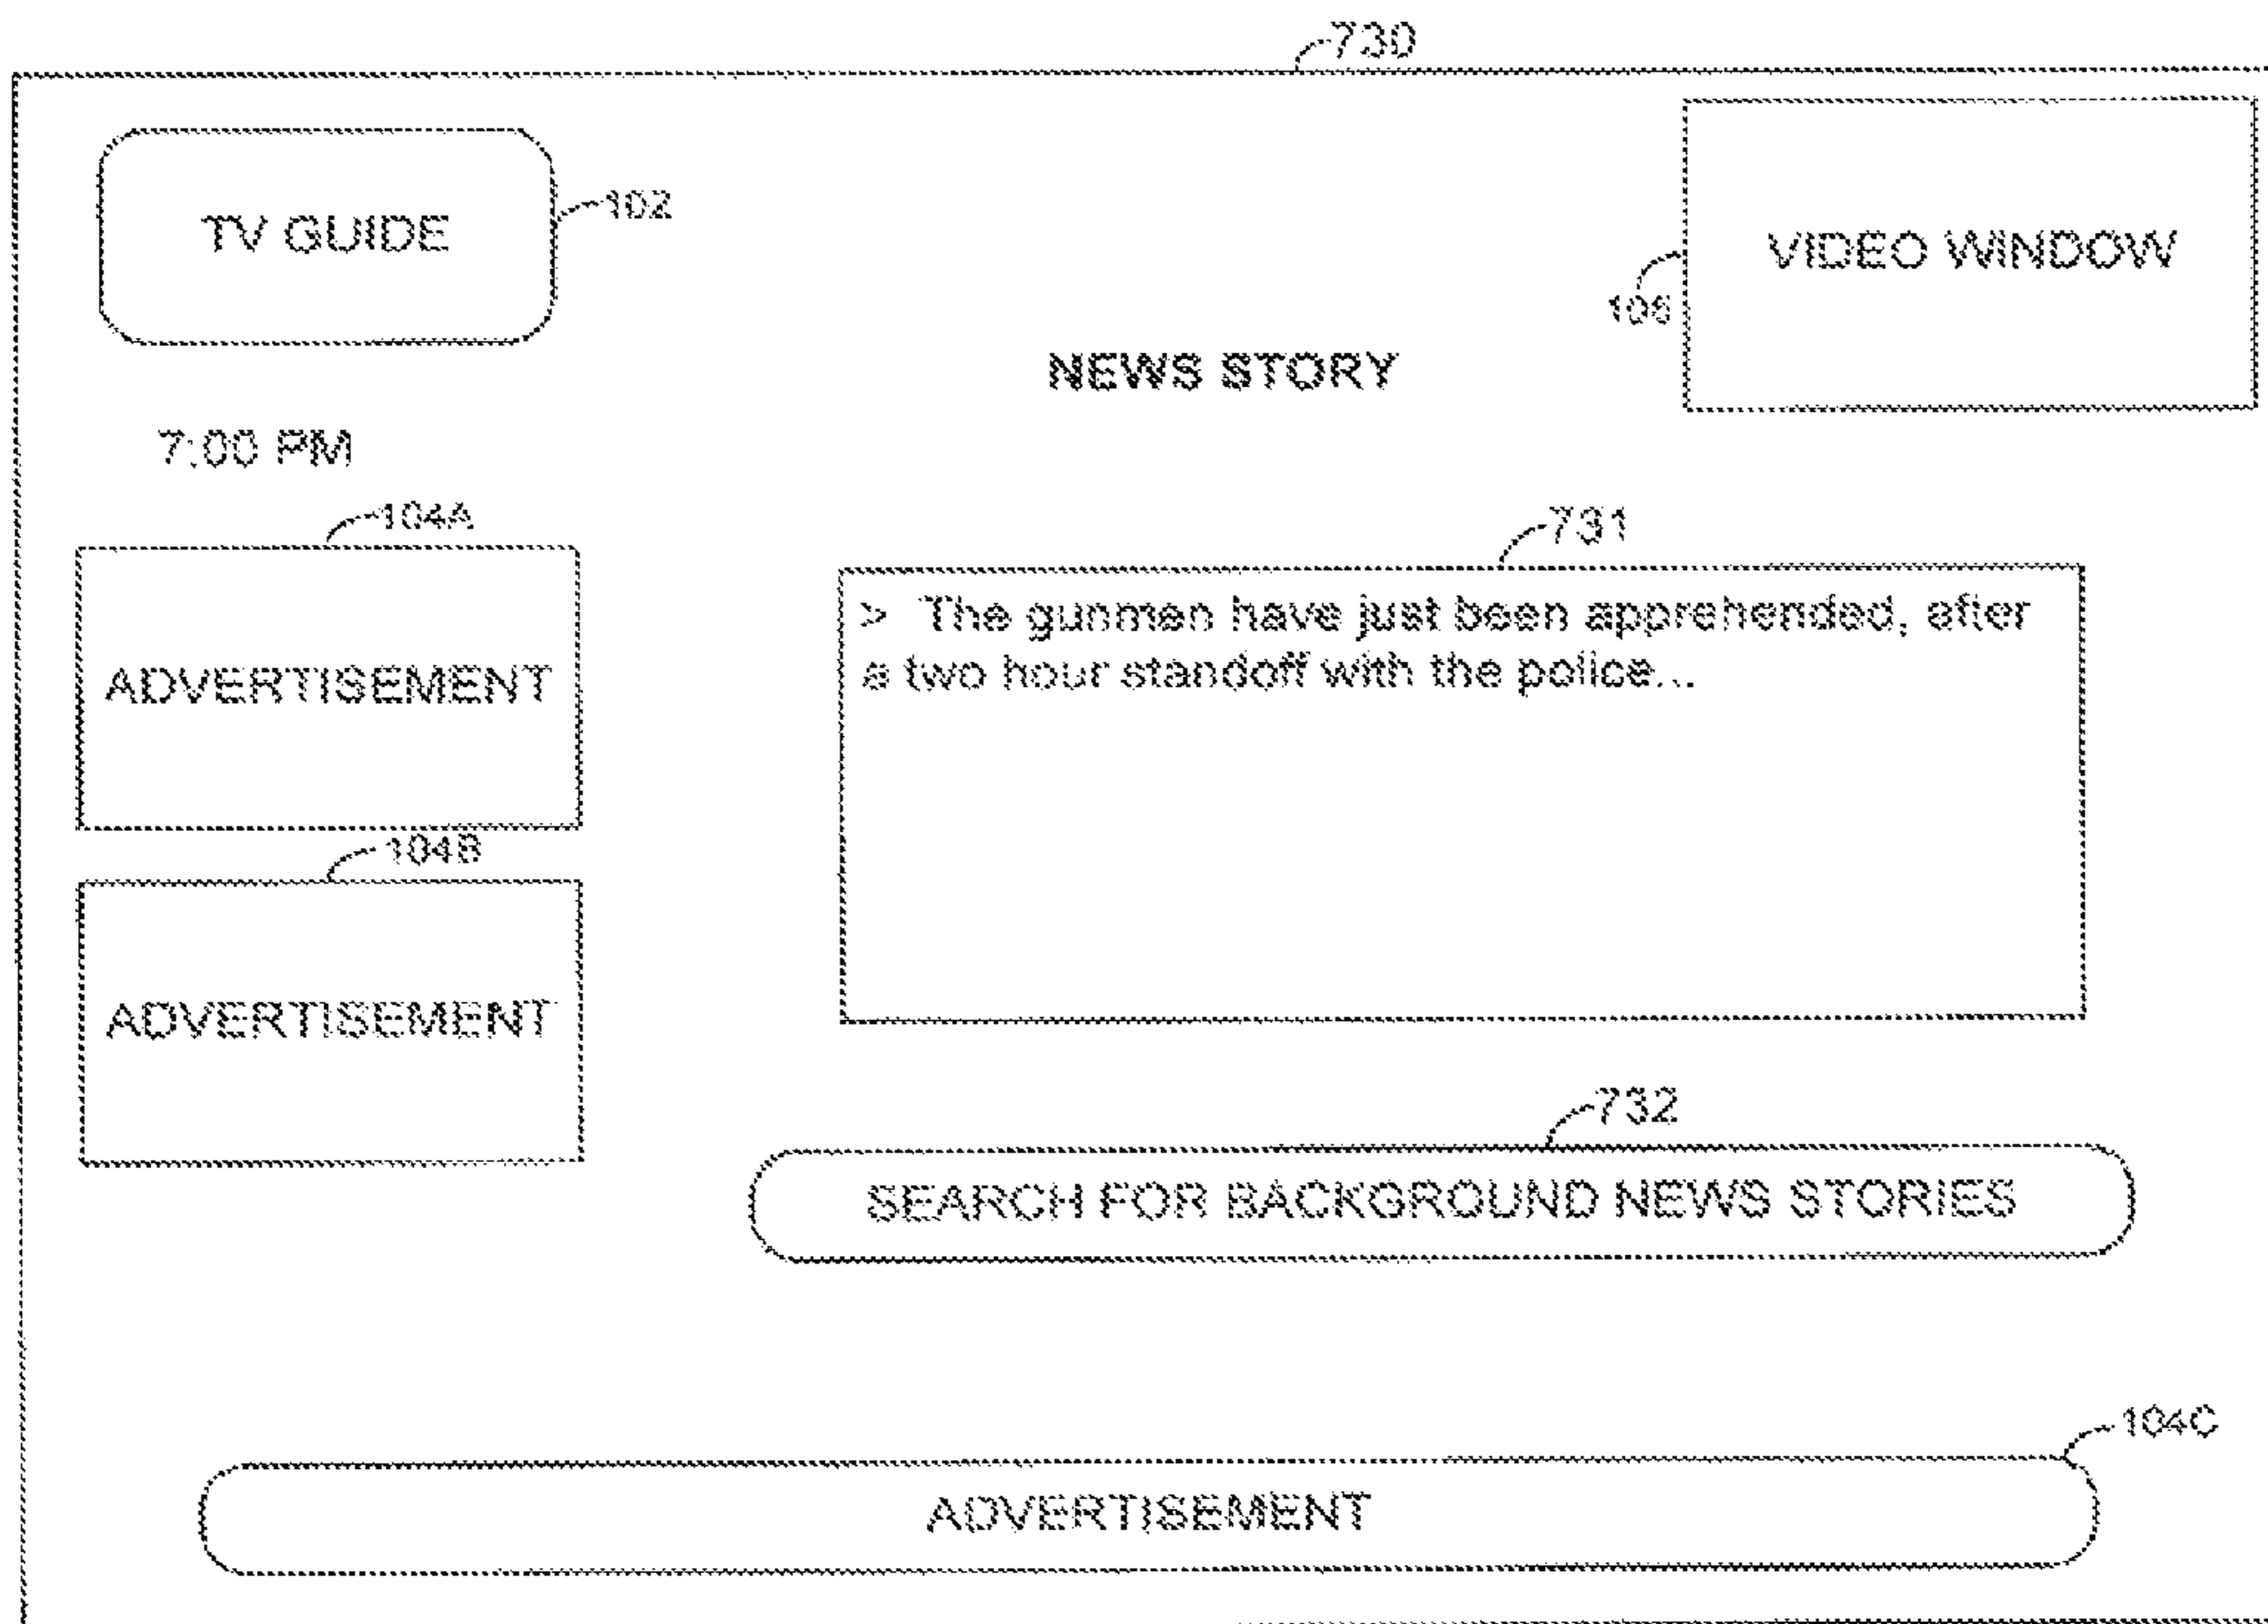 730
TV GUIDE
102
VIDEO WINDOW
NEWS STORY
7:00 PM
104A
ADVERTISEMENT
731
> The gunmen have just been apprehended, after
a two hour standoff with the police...
104B
ADVERTISEMENT
732
SEARCH FOR BACKGROUND NEWS STORIES
104C
ADVERTISEMENT